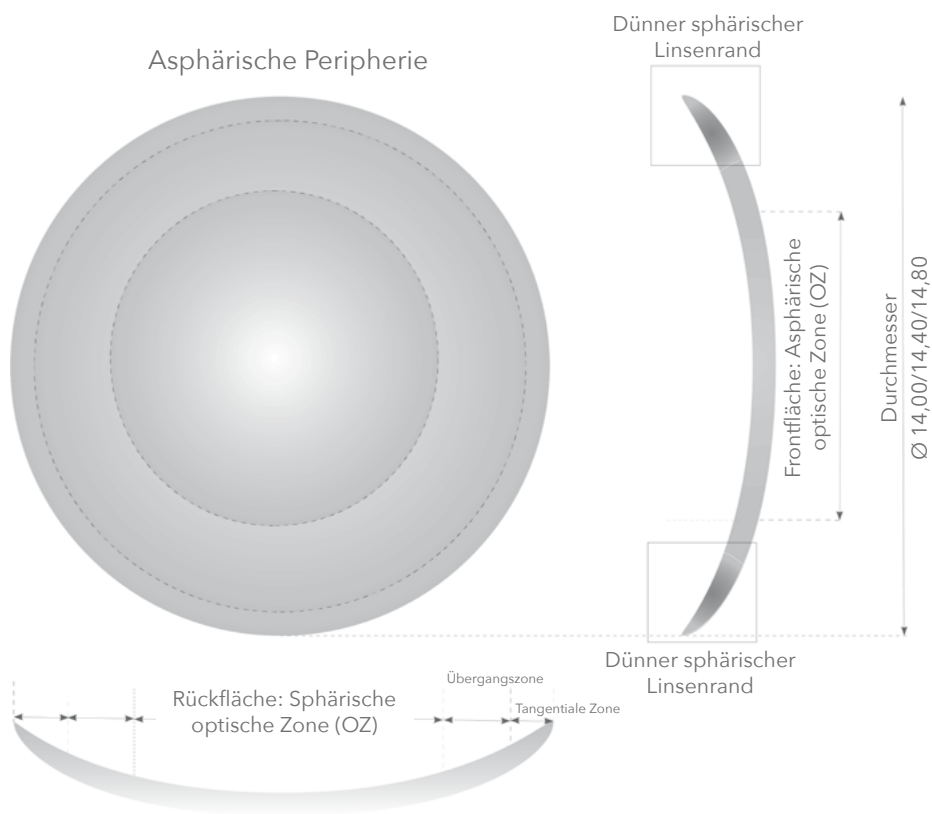 Dünner sphärischer
Linsenrand
Asphärische Peripherie
Frontfläche: Asphärische
optische Zone (OZ)
Durchmesser
Ø 14,00/14,40/14,80
Dünner sphärischer
Linsenrand
Übergangszone
Rückfläche: Sphärische
optische Zone (OZ)
Tangentiale Zone